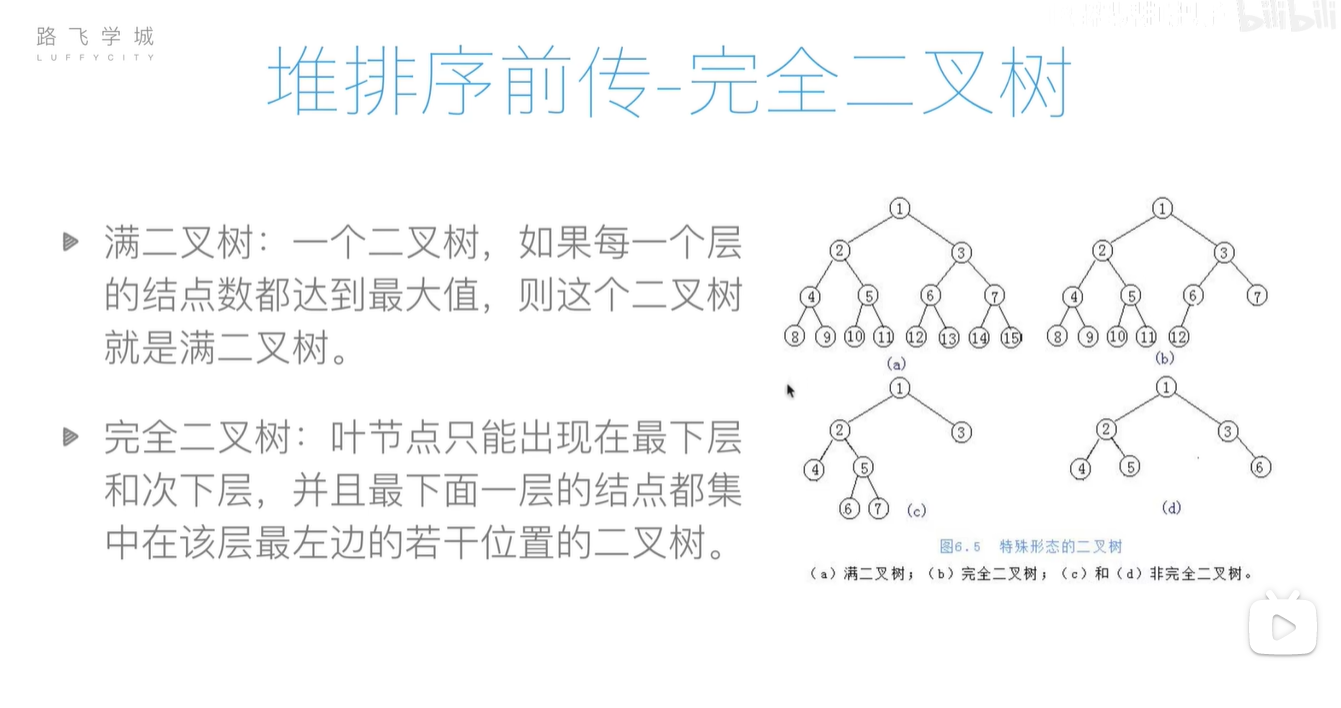 路飞学城
LUFFYCITY
bilibili
堆排序前传-完全二叉树
满二叉树：一个二叉树，如果每一个层
的结点数都达到最大值，则这个二叉树
就是满二叉树。
完全二叉树：叶节点只能出现在最下层
和次下层，并且最下面一层的结点都集
中在该层最左边的若干位置的二叉树。
1
2 3
4 5 6 7
8 9 10 11 12 13 14 15
(a)
1
2 3
4 5 6 7
8 9 10 11 12
(b)
1
2 3
4 5
6 7
(c)
1
2 3
4 5 6
(d)
图6.5 特殊形态的二叉树
(a)满二叉树；(b)完全二叉树；(c)和(d)非完全二叉树。